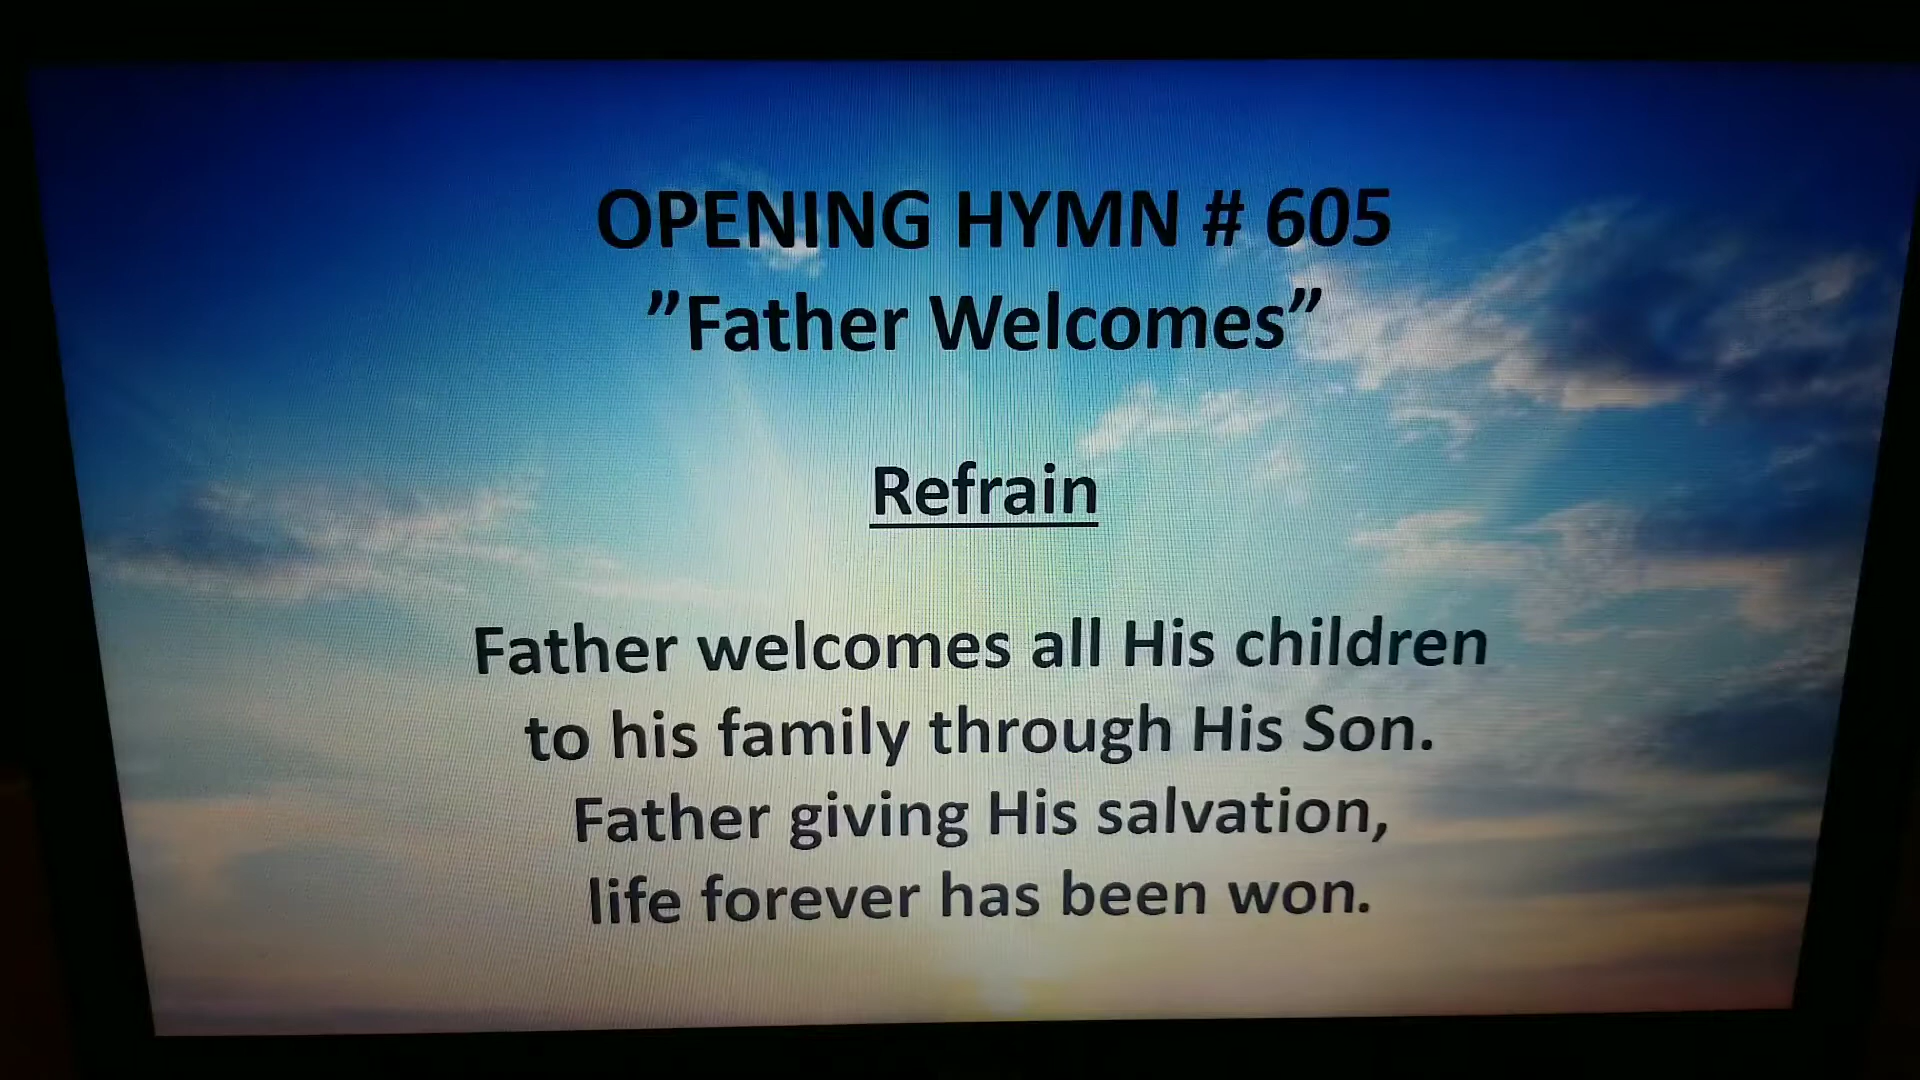 OPENING HYMN # 605
”Father Welcomes”
Refrain
Father welcomes all His children
to his family through His Son.
Father giving His salvation,
life forever has been won.